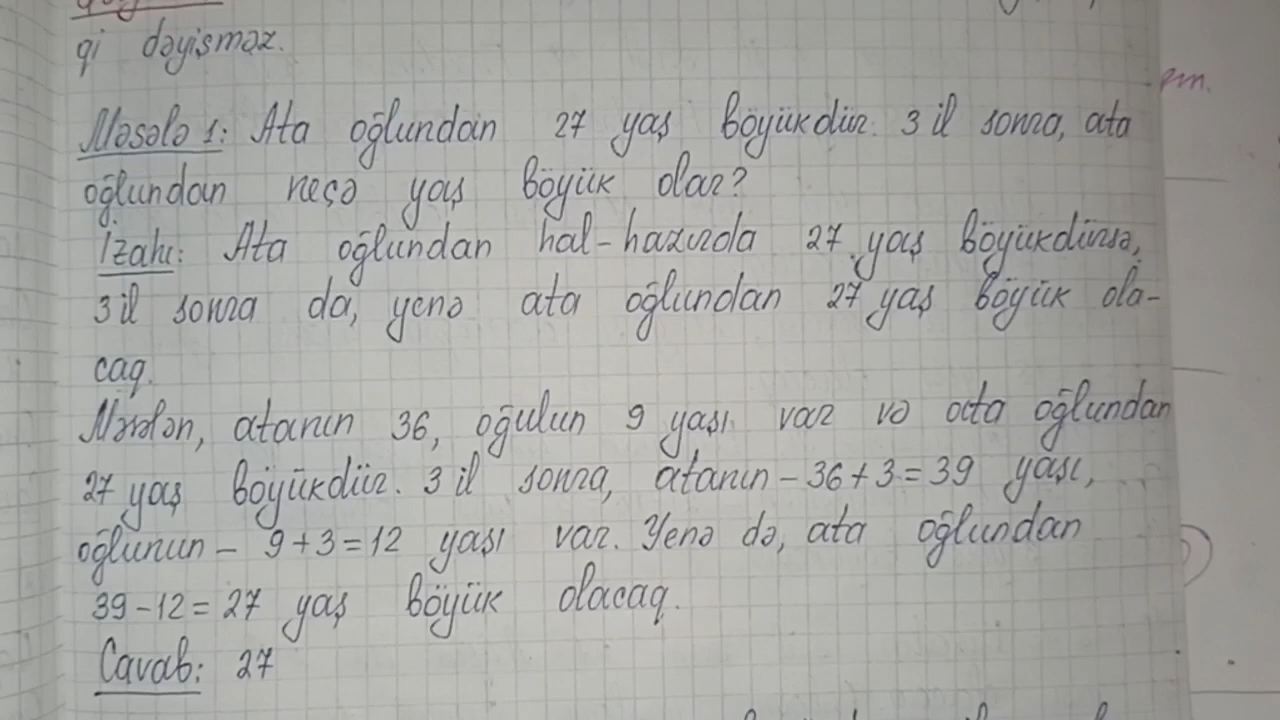 qi dəyişməz.
Məsələ 1: Ata oğlundan 27 yaş böyükdür. 3 il sonra, ata
oğlundan neçə yaş böyük olar?
İzahı: Ata oğlundan hal-hazırda 27 yaş böyükdürsə,
3 il sonra da, yenə ata oğlundan 27 yaş böyük ola-
caq.
Məsələn, atanın 36, oğulun 9 yaşı var və ata oğlundan
27 yaş böyükdür. 3 il sonra, atanın - 36 + 3 = 39 yaşı,
oğlunun - 9 + 3 = 12 yaşı var. Yenə də, ata oğlundan
39 - 12 = 27 yaş böyük olacaq.
Cavab: 27